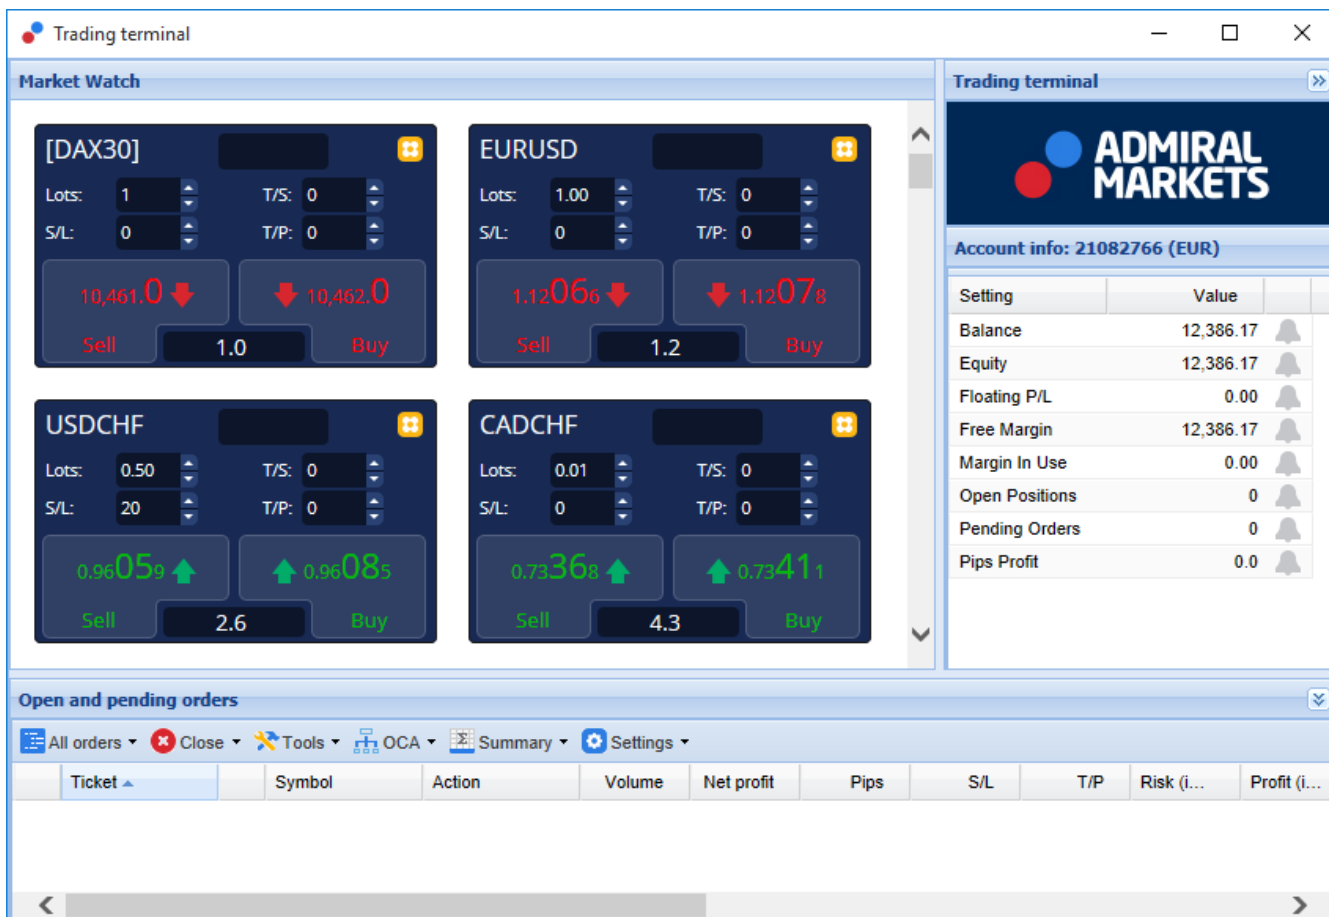 Trading terminal
Market Watch
[DAX30]
Lots: 1 T/S: 0
S/L: 0 T/P: 0
10,461.0 10,462.0
Sell 1.0 Buy
EURUSD
Lots: 1.00 T/S: 0
S/L: 0 T/P: 0
1.12066 1.12078
Sell 1.2 Buy
USDCHF
Lots: 0.50 T/S: 0
S/L: 20 T/P: 0
0.96059 0.96085
Sell 2.6 Buy
CADCHF
Lots: 0.01 T/S: 0
S/L: 0 T/P: 0
0.73368 0.73411
Sell 4.3 Buy
Trading terminal
ADMIRAL
MARKETS
Account info: 21082766 (EUR)
Setting Value
Balance 12,386.17
Equity 12,386.17
Floating P/L 0.00
Free Margin 12,386.17
Margin In Use 0.00
Open Positions 0
Pending Orders 0
Pips Profit 0.0
Open and pending orders
All orders Close Tools OCA Summary Settings
Ticket Symbol Action Volume Net profit Pips S/L T/P Risk (i... Profit (i...